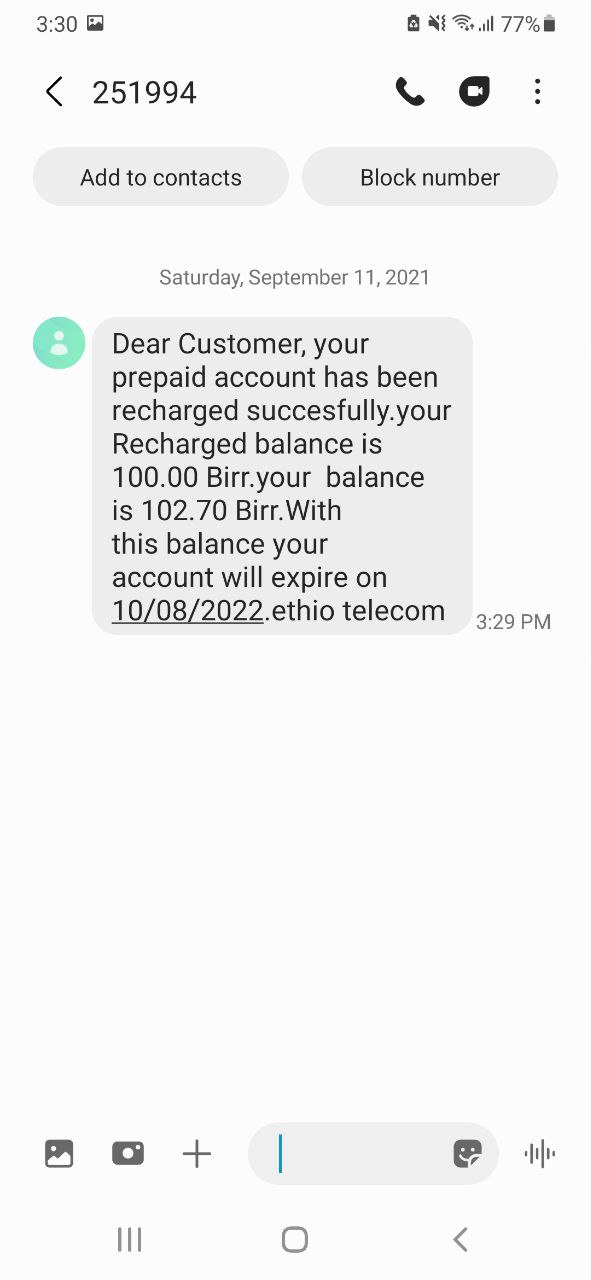 3:30 77%
251994
Add to contacts Block number
Saturday, September 11, 2021
Dear Customer, your
prepaid account has been
recharged succesfully.your
Recharged balance is
100.00 Birr.your  balance
is 102.70 Birr.With
this balance your
account will expire on
10/08/2022.ethio telecom
3:29 PM